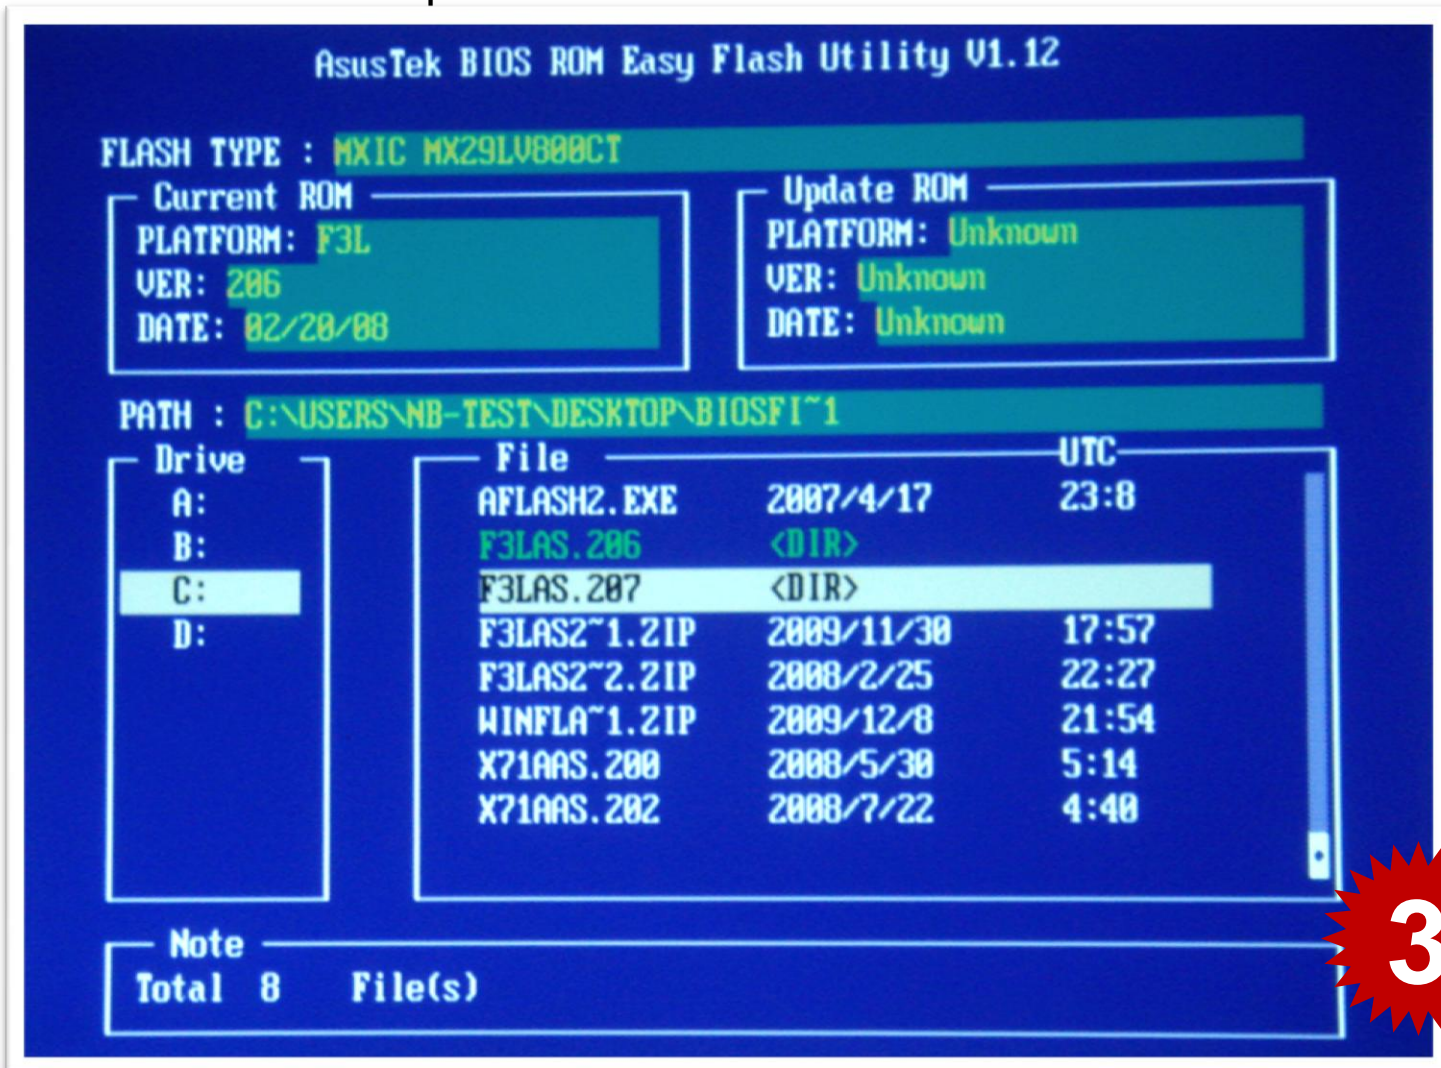 AsusTek BIOS ROM Easy Flash Utility V1.12
FLASH TYPE : MXIC MX29LV800CT
Current ROM
PLATFORM: F3L
VER: 206
DATE: 02/20/08
Update ROM
PLATFORM: Unknown
VER: Unknown
DATE: Unknown
PATH : C:\USERS\NB-TEST\DESKTOP\BIOSFI~1
Drive
A:
B:
C:
D:
File UTC
AFLASH2.EXE 2007/4/17 23:8
F3LAS.206 <DIR>
F3LAS.207 <DIR>
F3LAS2~1.ZIP 2009/11/30 17:57
F3LAS2~2.ZIP 2008/2/25 22:27
WINFLA~1.ZIP 2009/12/8 21:54
X71AAS.200 2008/5/30 5:14
X71AAS.202 2008/7/22 4:40
Note
Total 8 File(s)
3